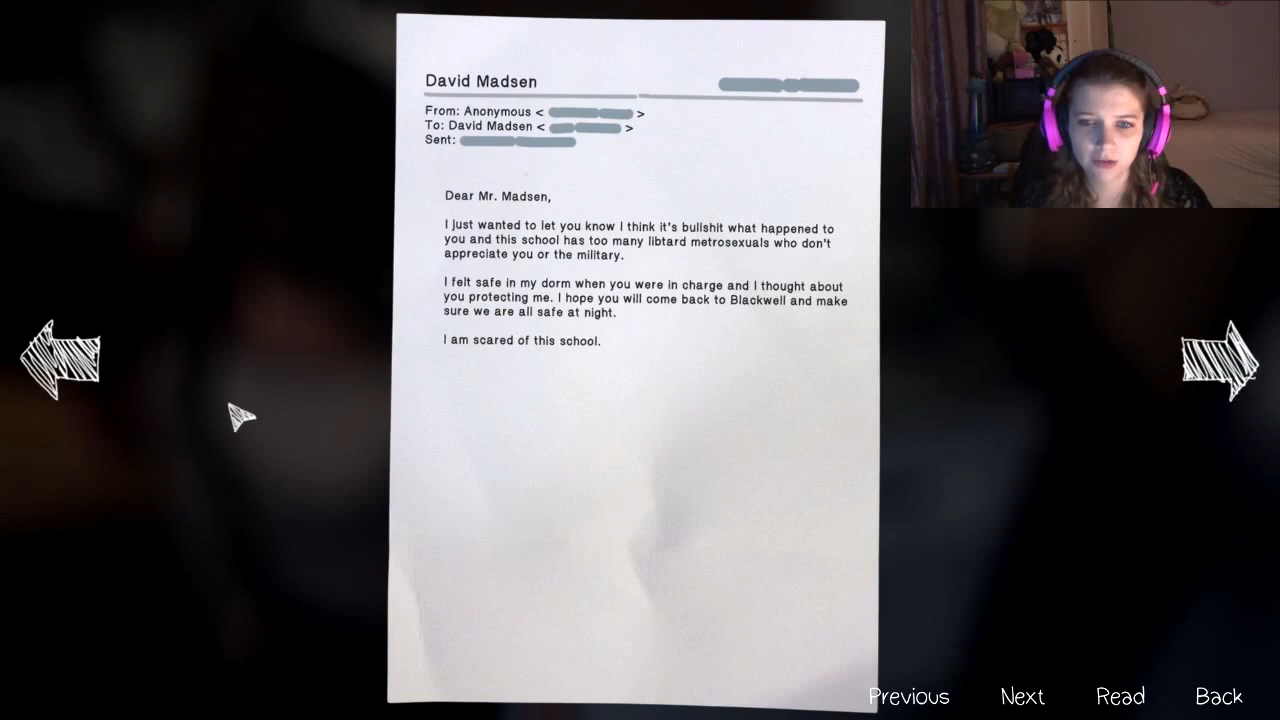 David Madsen
From: Anonymous < >
To: David Madsen < >
Sent:
Dear Mr. Madsen,
I just wanted to let you know I think it's bullshit what happened to
you and this school has too many libtard metrosexuals who don't
appreciate you or the military.
I felt safe in my dorm when you were in charge and I thought about
you protecting me. I hope you will come back to Blackwell and make
sure we are all safe at night.
I am scared of this school.
Previous Next Read Back